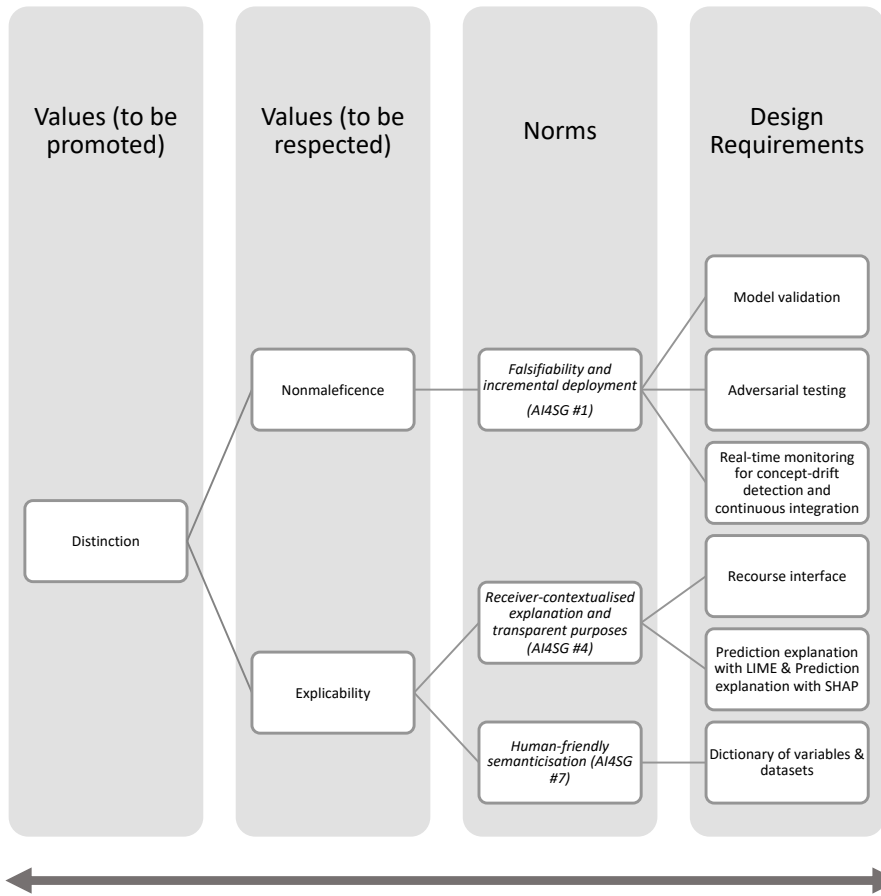 Values (to be
promoted)
Values (to be
respected)
Norms
Design
Requirements
Distinction
Nonmaleficence
Explicability
Falsifiability and
incremental deployment
(AI4SG #1)
Receiver-contextualised
explanation and
transparent purposes
(AI4SG #4)
Human-friendly
semanticisation (AI4SG
#7)
Model validation
Adversarial testing
Real-time monitoring
for concept-drift
detection and
continuous integration
Recourse interface
Prediction explanation
with LIME & Prediction
explanation with SHAP
Dictionary of variables &
datasets